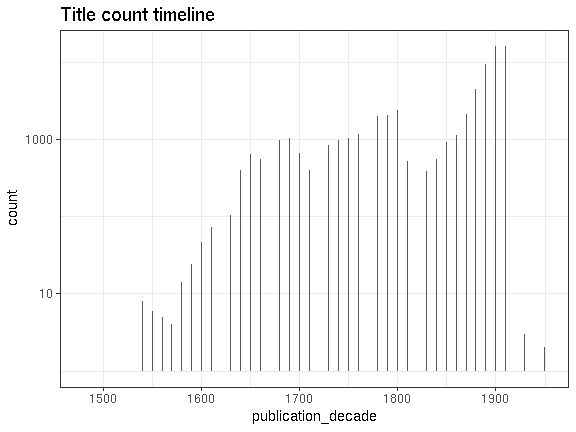 Title count timeline
count
1000
10
1500 1600 1700 1800 1900
publication_decade